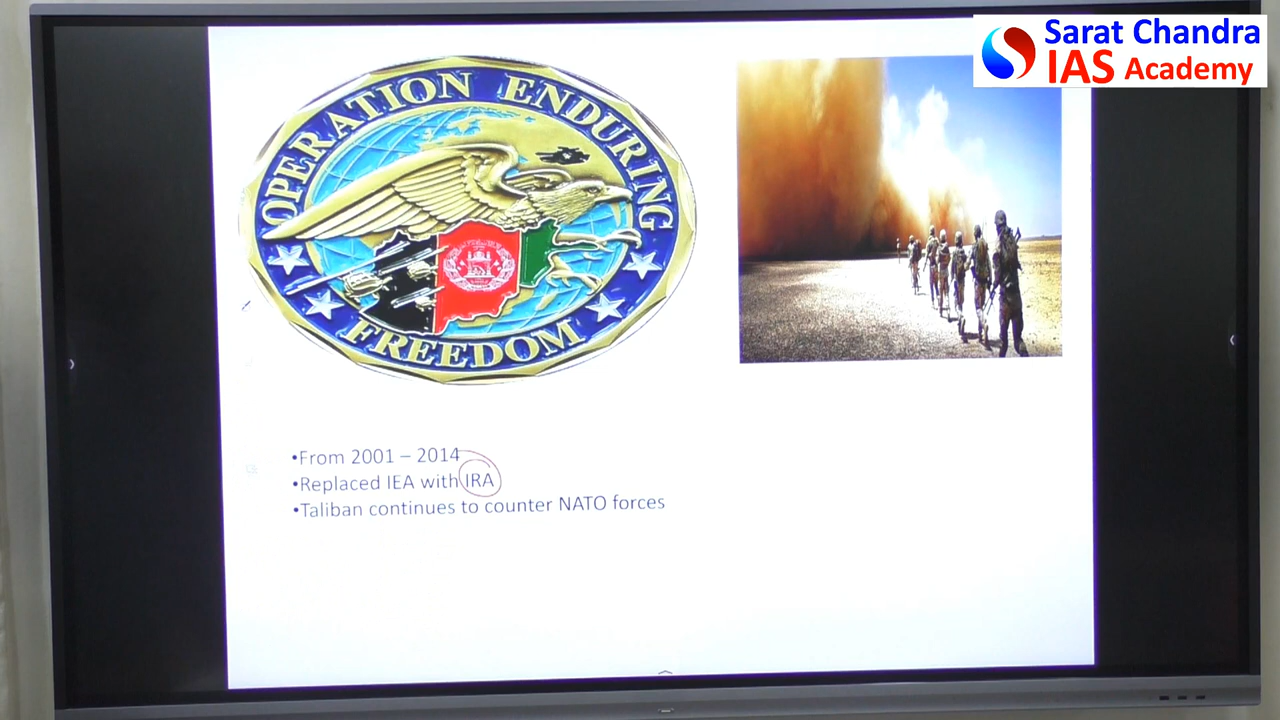 Sarat Chandra
IAS Academy
OPERATION ENDURING
FREEDOM
•From 2001 – 2014
•Replaced IEA with IRA
•Taliban continues to counter NATO forces